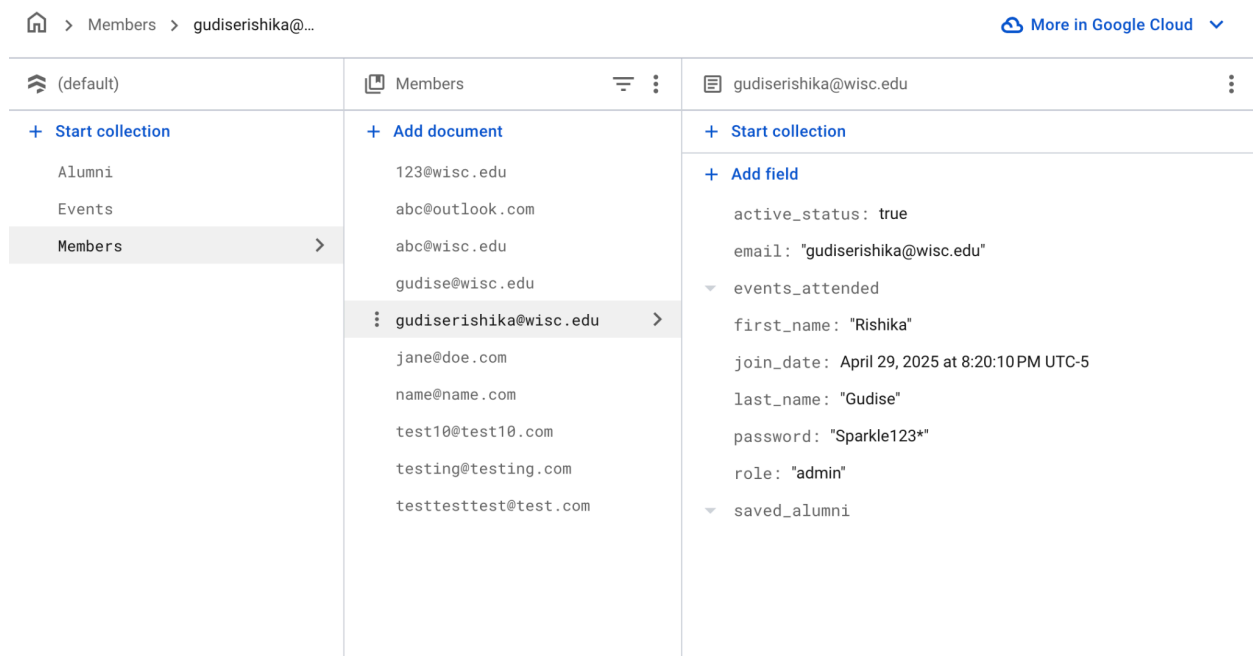 Members
gudiserishika@...
More in Google Cloud
(default)
Members
gudiserishika@wisc.edu
Start collection
Alumni
Events
Members
Add document
123@wisc.edu
abc@outlook.com
abc@wisc.edu
gudise@wisc.edu
gudiserishika@wisc.edu
jane@doe.com
name@name.com
test10@test10.com
testing@testing.com
testtesttest@test.com
Start collection
Add field
active_status: true
email: "gudiserishika@wisc.edu"
events_attended
first_name: "Rishika"
join_date: April 29, 2025 at 8:20:10 PM UTC-5
last_name: "Gudise"
password: "Sparkle123*"
role: "admin"
saved_alumni